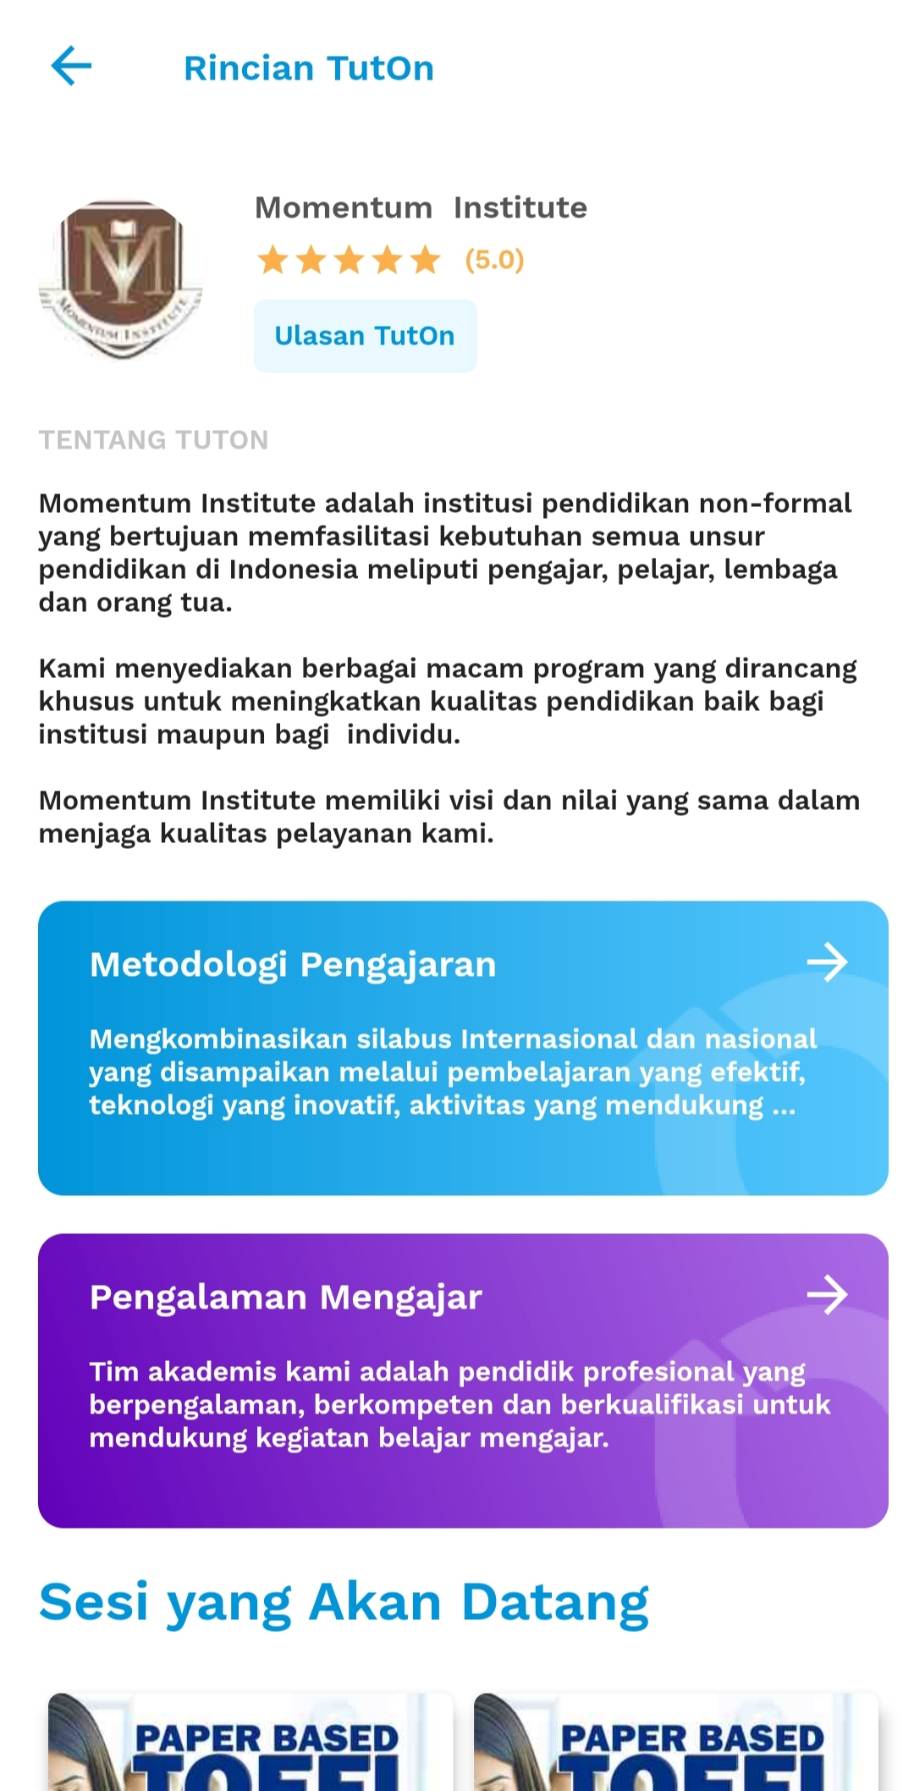 Rincian TutOn
Momentum Institute
(5.0)
Ulasan TutOn
MI
MOMENTUM INSTITUTE
TENTANG TUTON
Momentum Institute adalah institusi pendidikan non-formal
yang bertujuan memfasilitasi kebutuhan semua unsur
pendidikan di Indonesia meliputi pengajar, pelajar, lembaga
dan orang tua.
Kami menyediakan berbagai macam program yang dirancang
khusus untuk meningkatkan kualitas pendidikan baik bagi
institusi maupun bagi  individu.
Momentum Institute memiliki visi dan nilai yang sama dalam
menjaga kualitas pelayanan kami.
Metodologi Pengajaran
Mengkombinasikan silabus Internasional dan nasional
yang disampaikan melalui pembelajaran yang efektif,
teknologi yang inovatif, aktivitas yang mendukung ...
Pengalaman Mengajar
Tim akademis kami adalah pendidik profesional yang
berpengalaman, berkompeten dan berkualifikasi untuk
mendukung kegiatan belajar mengajar.
Sesi yang Akan Datang
PAPER BASED
TOEFL
PAPER BASED
TOEFL